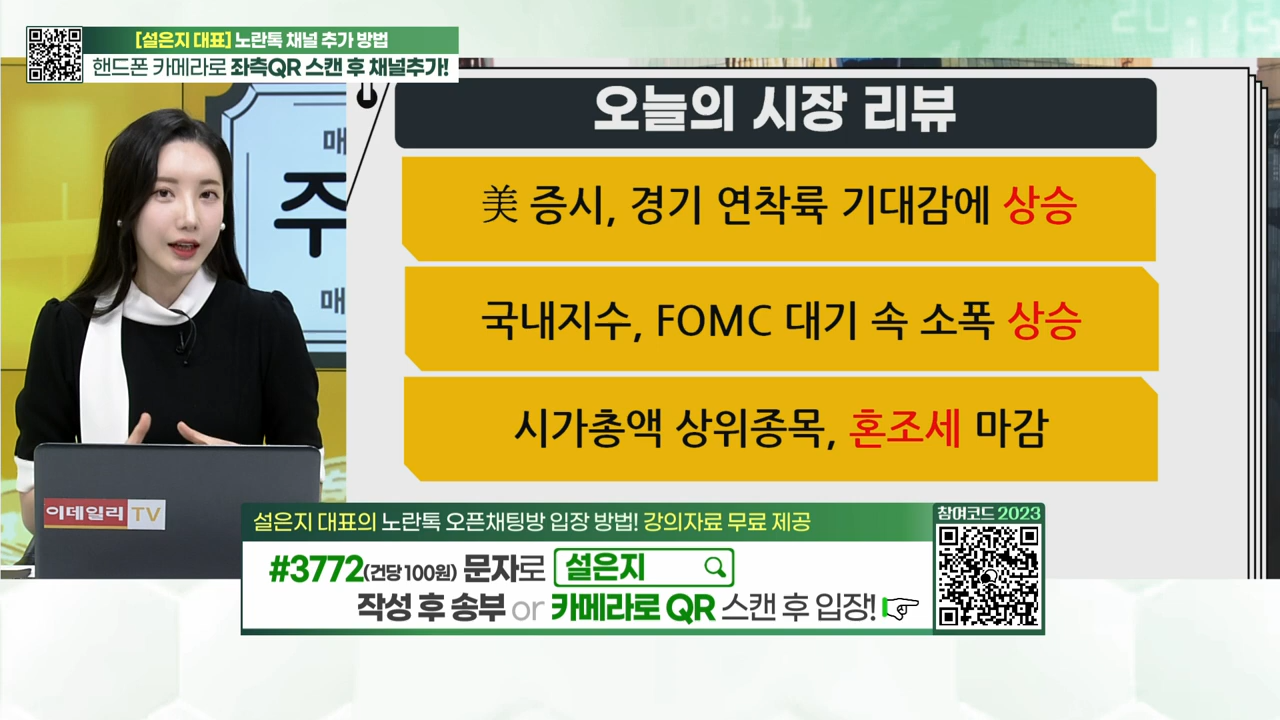 [설은지 대표] 노란톡 채널 추가 방법
핸드폰 카메라로 좌측QR 스캔 후 채널추가!
오늘의 시장 리뷰
매
주
매
美 증시, 경기 연착륙 기대감에 상승
국내지수, FOMC 대기 속 소폭 상승
시가총액 상위종목, 혼조세 마감
이데일리 TV
설은지 대표의 노란톡 오픈채팅방 입장 방법! 강의자료 무료 제공
참여코드 2023
#3772(건당 100원) 문자로 설은지
작성 후 송부 or 카메라로 QR 스캔 후 입장!